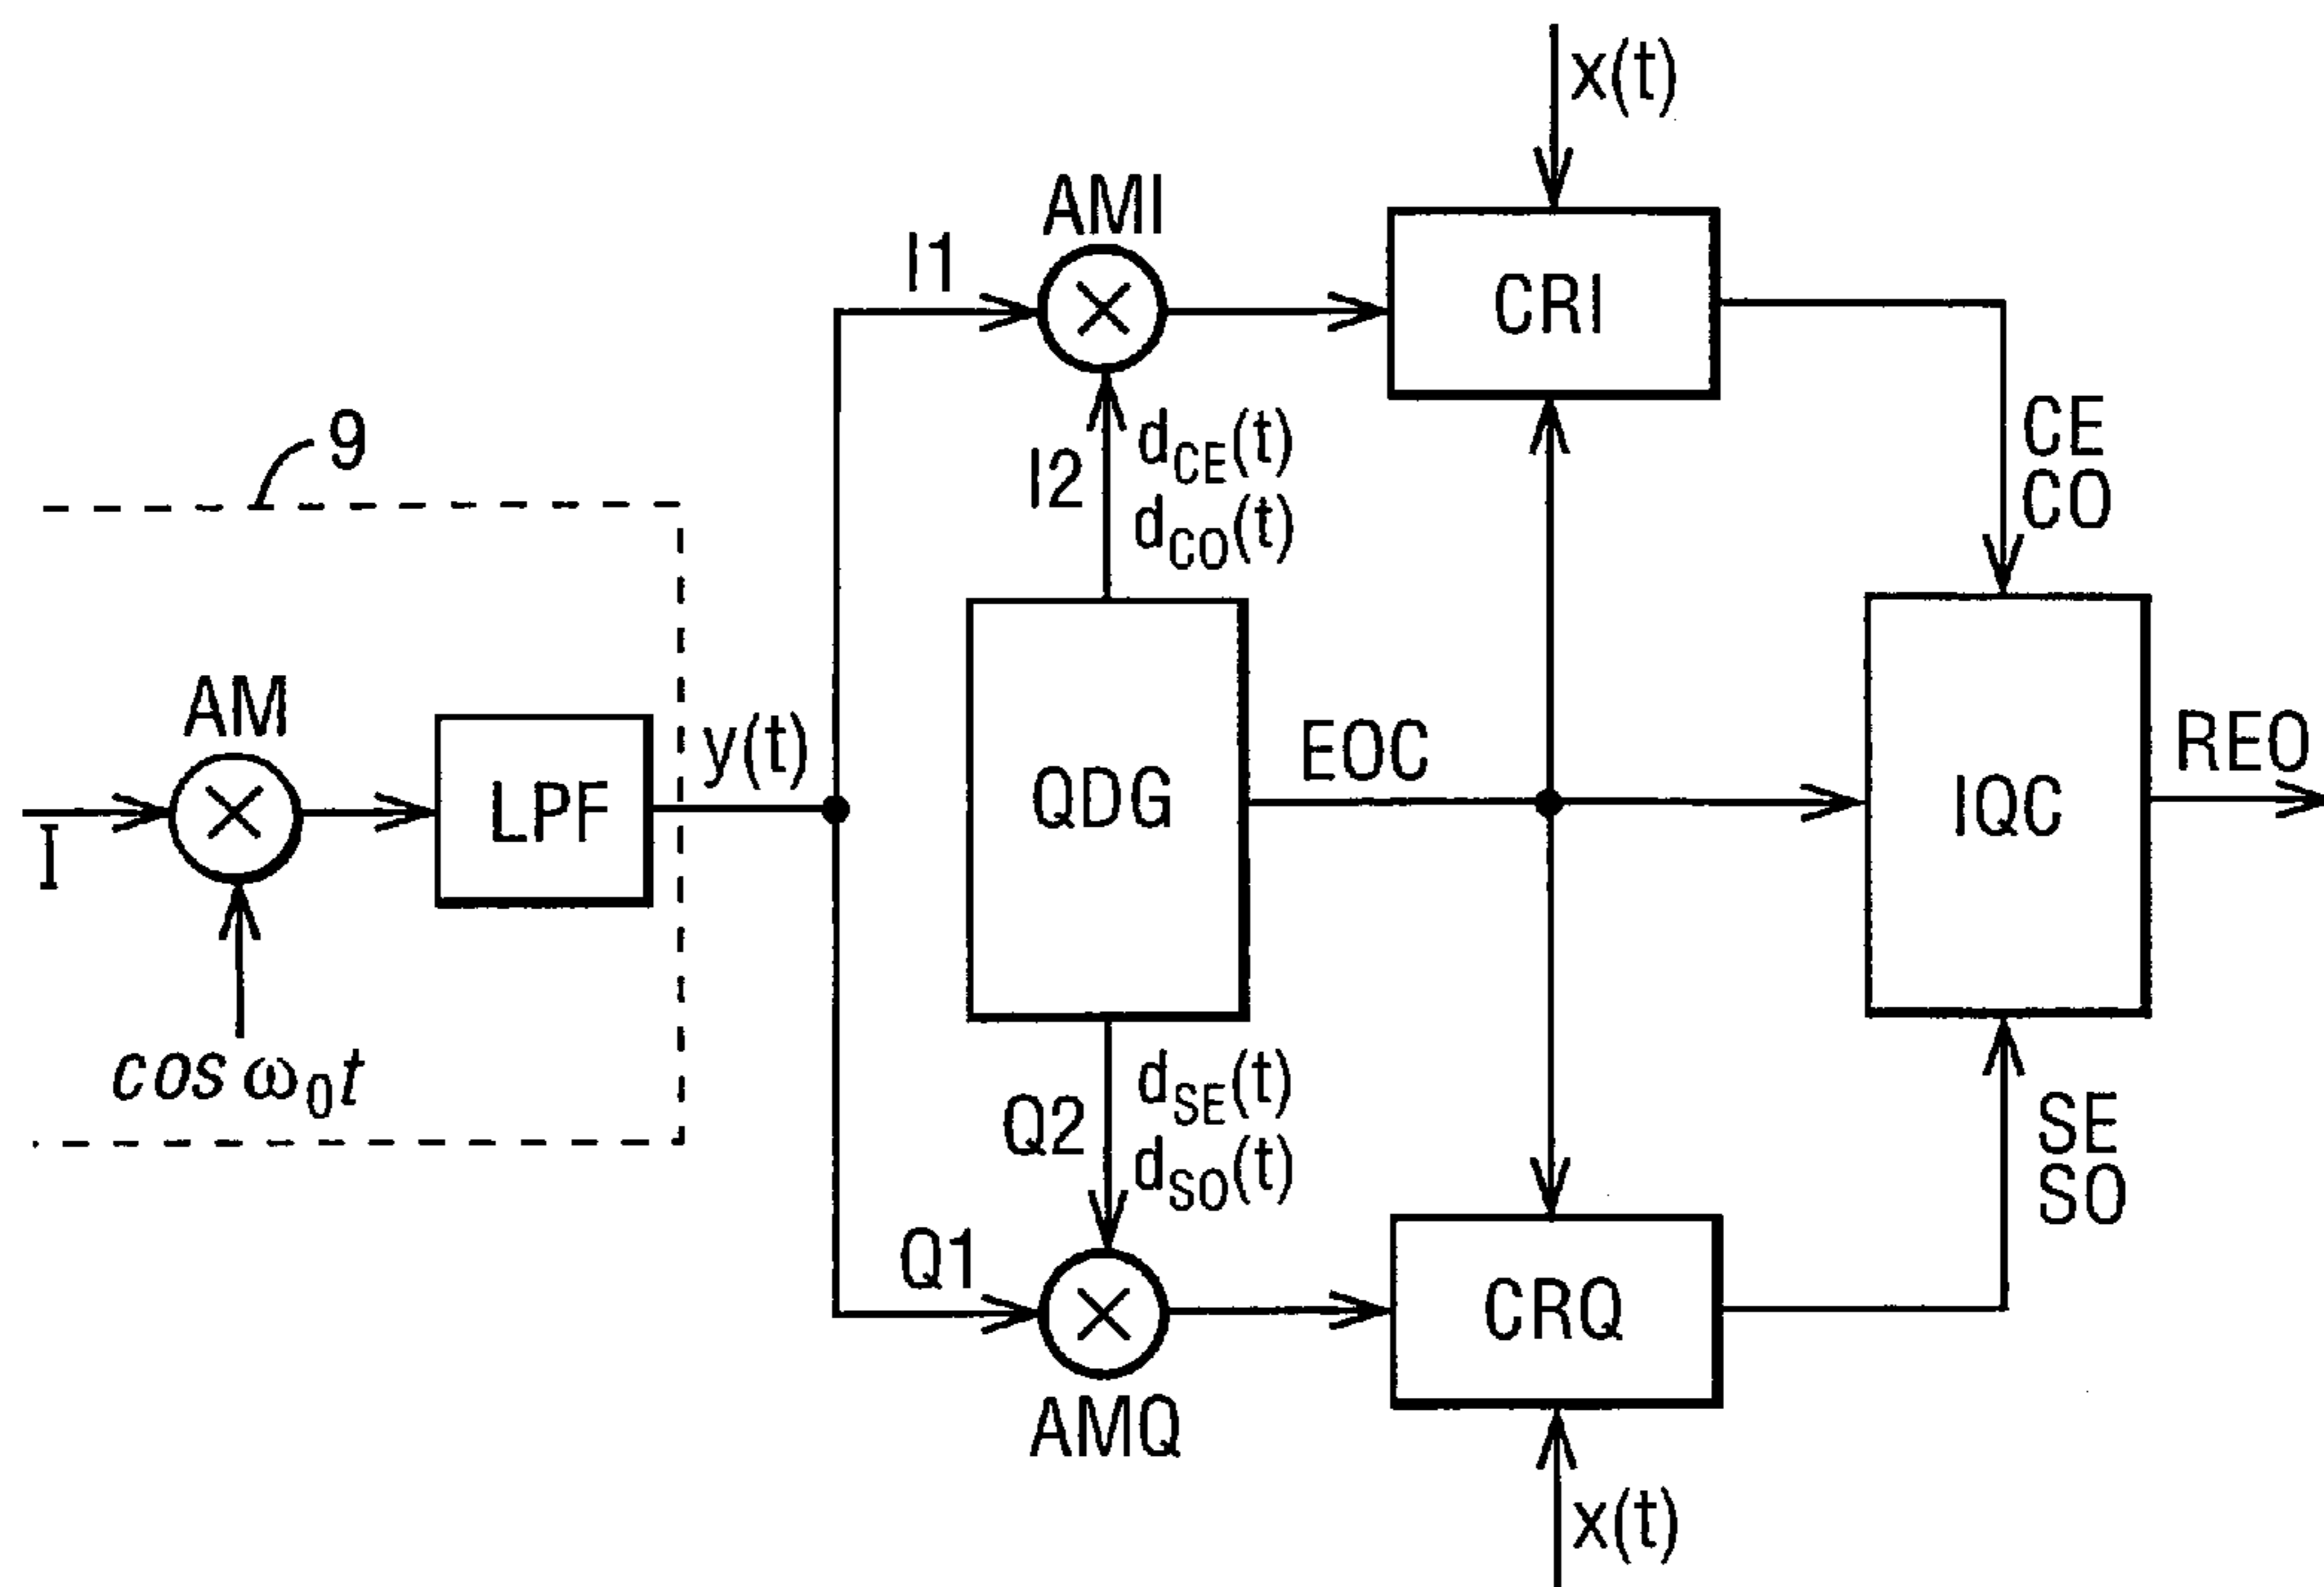 x(t)
AMI
I1
CRI
I2
d_CE(t)
d_CO(t)
CE
CO
9
AM
I
LPF
y(t)
QDG
EOC
IQC
REO
cos ω₀t
Q2
d_SE(t)
d_SO(t)
SE
SO
Q1
AMQ
CRQ
x(t)